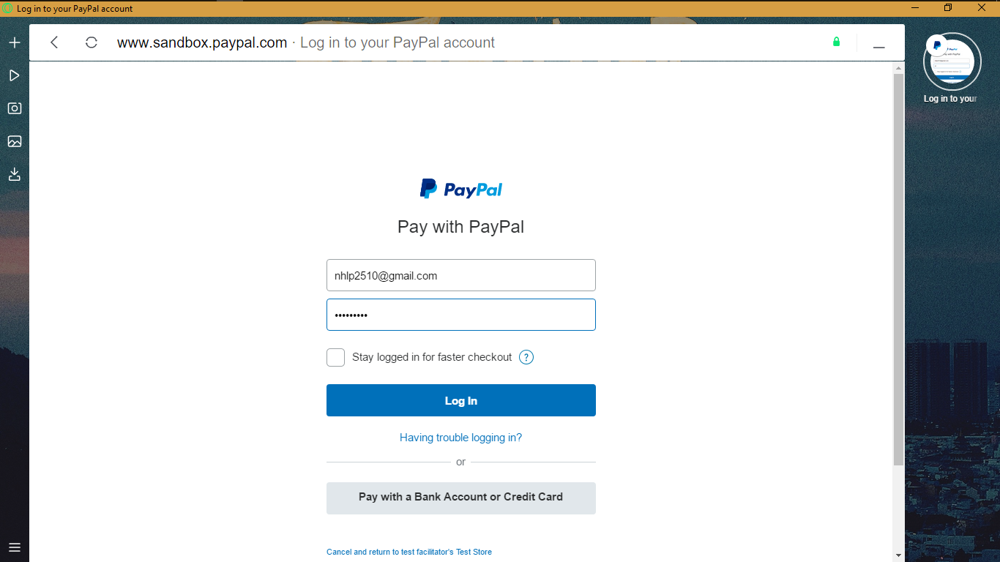 Log in to your PayPal account
www.sandbox.paypal.com · Log in to your PayPal account
Log in to your
PayPal
Pay with PayPal
nhlp2510@gmail.com
•••••••••
Stay logged in for faster checkout ?
Log In
Having trouble logging in?
or
Pay with a Bank Account or Credit Card
Cancel and return to test facilitator's Test Store